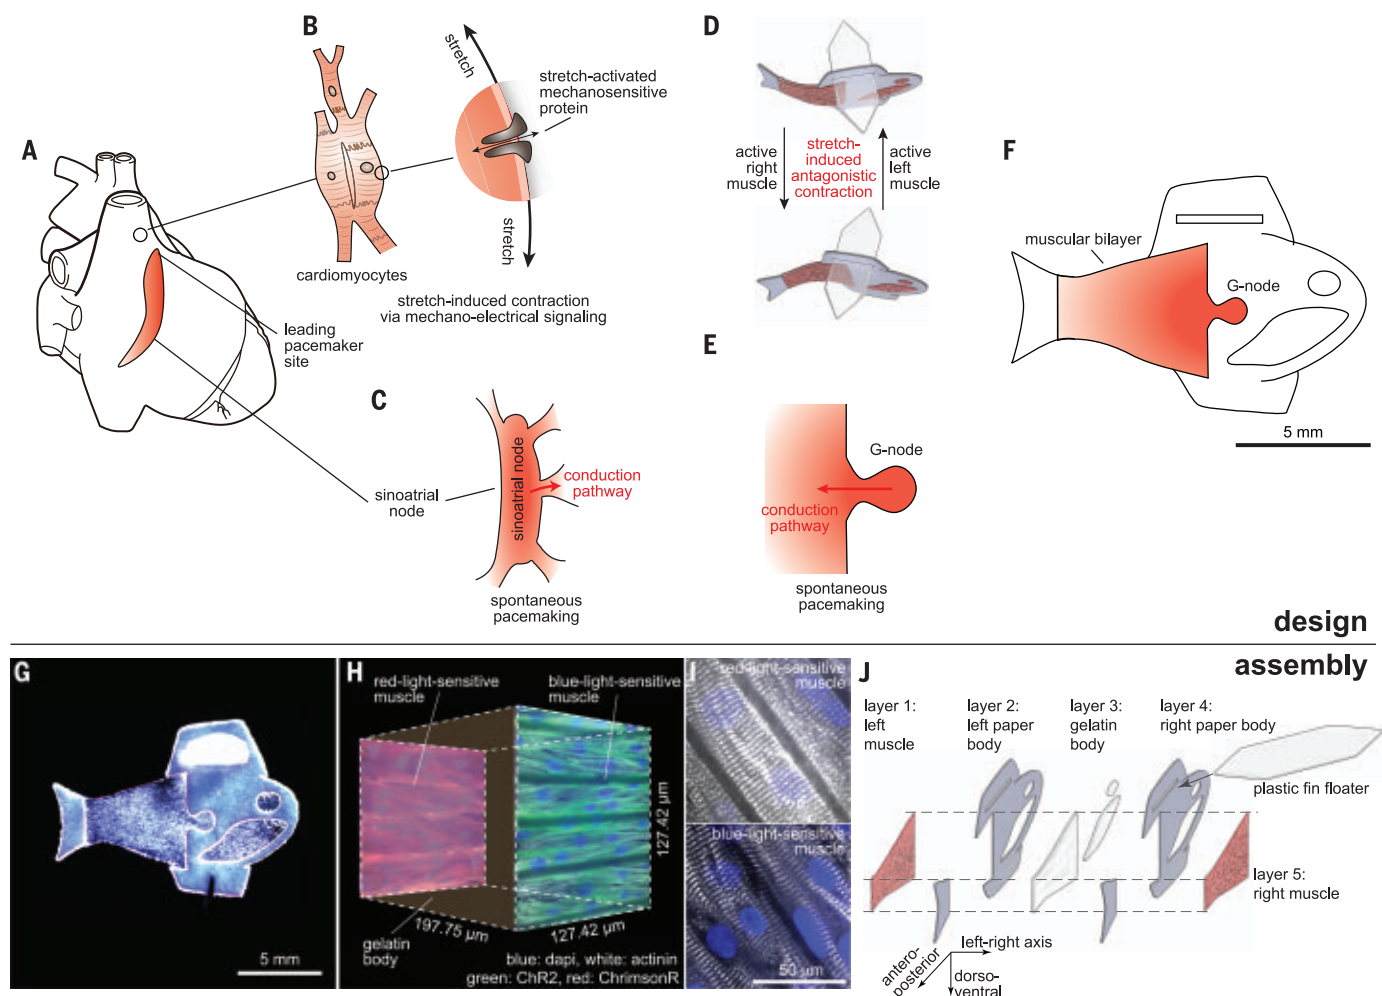 A
B
stretch
stretch-activated
mechanosensitive
protein
stretch
cardiomyocytes
stretch-induced contraction
via mechano-electrical signaling
leading
pacemaker
site
C
sinoatrial
node
sinoatrial node
conduction
pathway
spontaneous
pacemaking
D
active
right
muscle
stretch-
induced
antagonistic
contraction
active
left
muscle
E
G-node
conduction
pathway
spontaneous
pacemaking
F
muscular bilayer
G-node
5 mm
design
assembly
G
5 mm
H
red-light-sensitive
muscle
blue-light-sensitive
muscle
127.42 µm
197.75 µm
127.42 µm
gelatin
body
blue: dapi, white: actinin
green: ChR2, red: ChrimsonR
I
red-light-sensitive
muscle
blue-light-sensitive
muscle
50 µm
J
layer 1:
left
muscle
layer 2:
left paper
body
layer 3:
gelatin
body
layer 4:
right paper body
plastic fin floater
layer 5:
right muscle
left-right axis
antero-
posterior
dorso-
ventral